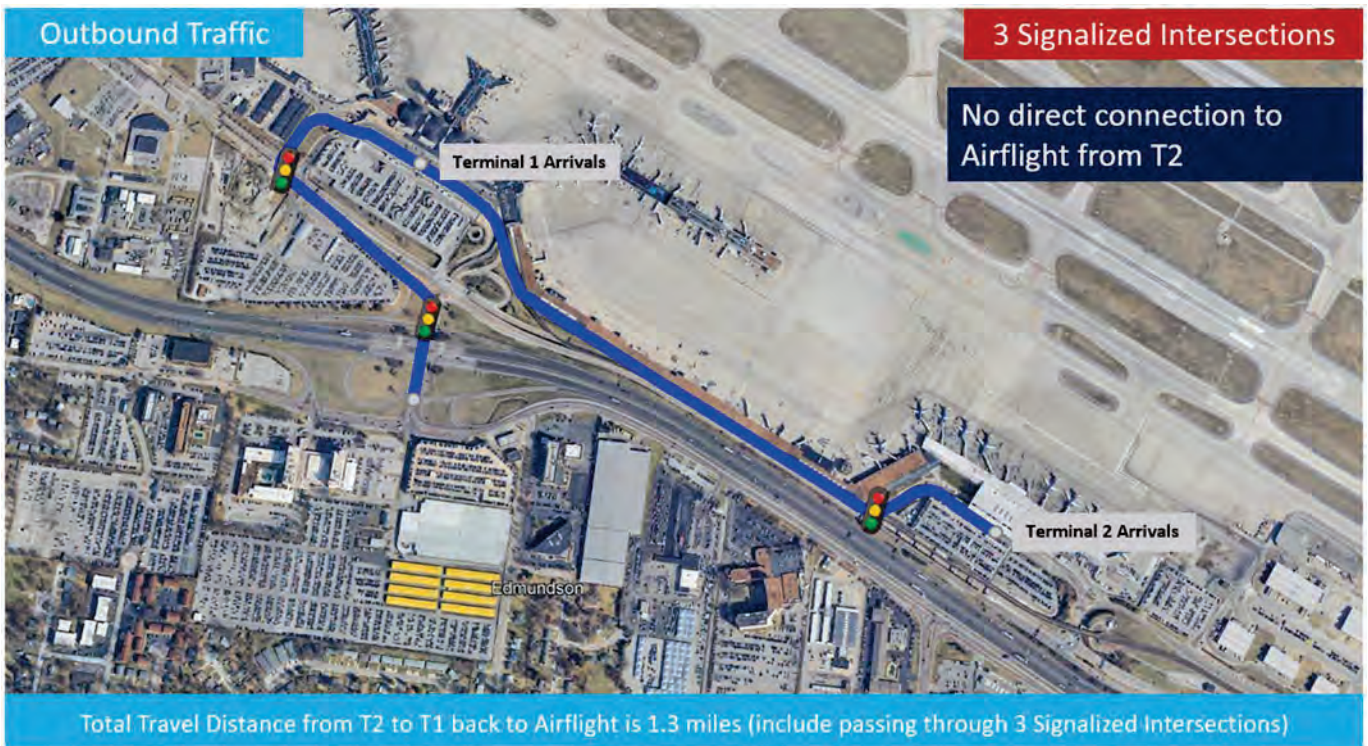 Outbound Traffic
3 Signalized Intersections
No direct connection to
Airflight from T2
Terminal 1 Arrivals
Terminal 2 Arrivals
Edmundson
Total Travel Distance from T2 to T1 back to Airflight is 1.3 miles (include passing through 3 Signalized Intersections)